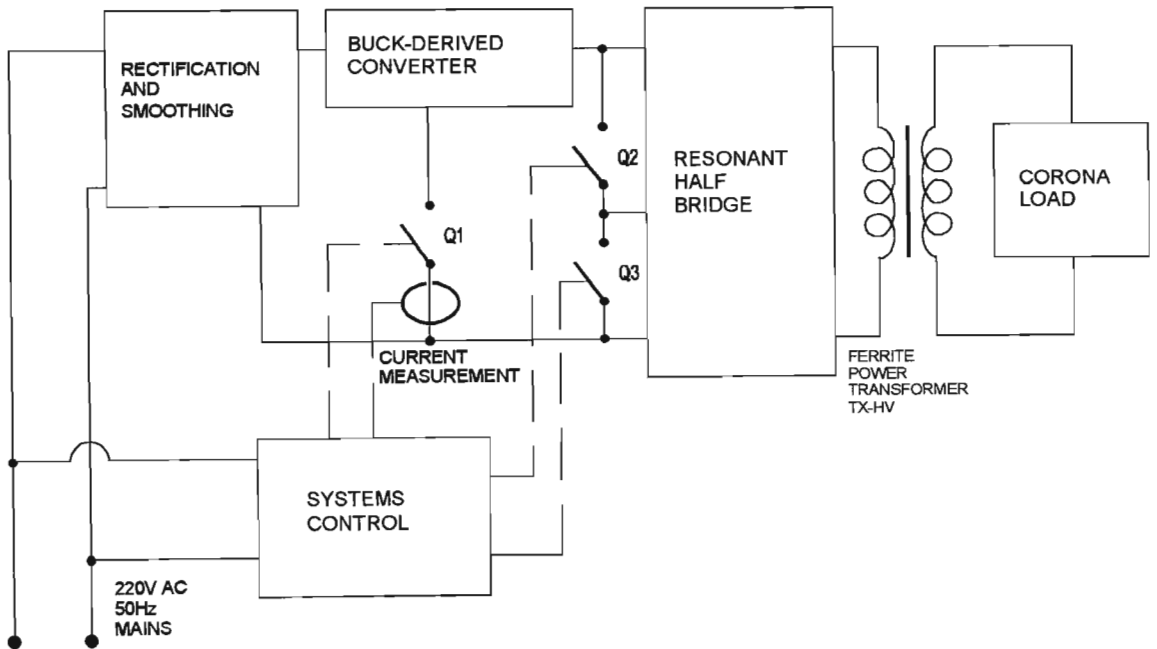 RECTIFICATION
AND
SMOOTHING
BUCK-DERIVED
CONVERTER
Q1
Q2
Q3
RESONANT
HALF
BRIDGE
CORONA
LOAD
CURRENT
MEASUREMENT
FERRITE
POWER
TRANSFORMER
TX-HV
SYSTEMS
CONTROL
220V AC
50Hz
MAINS